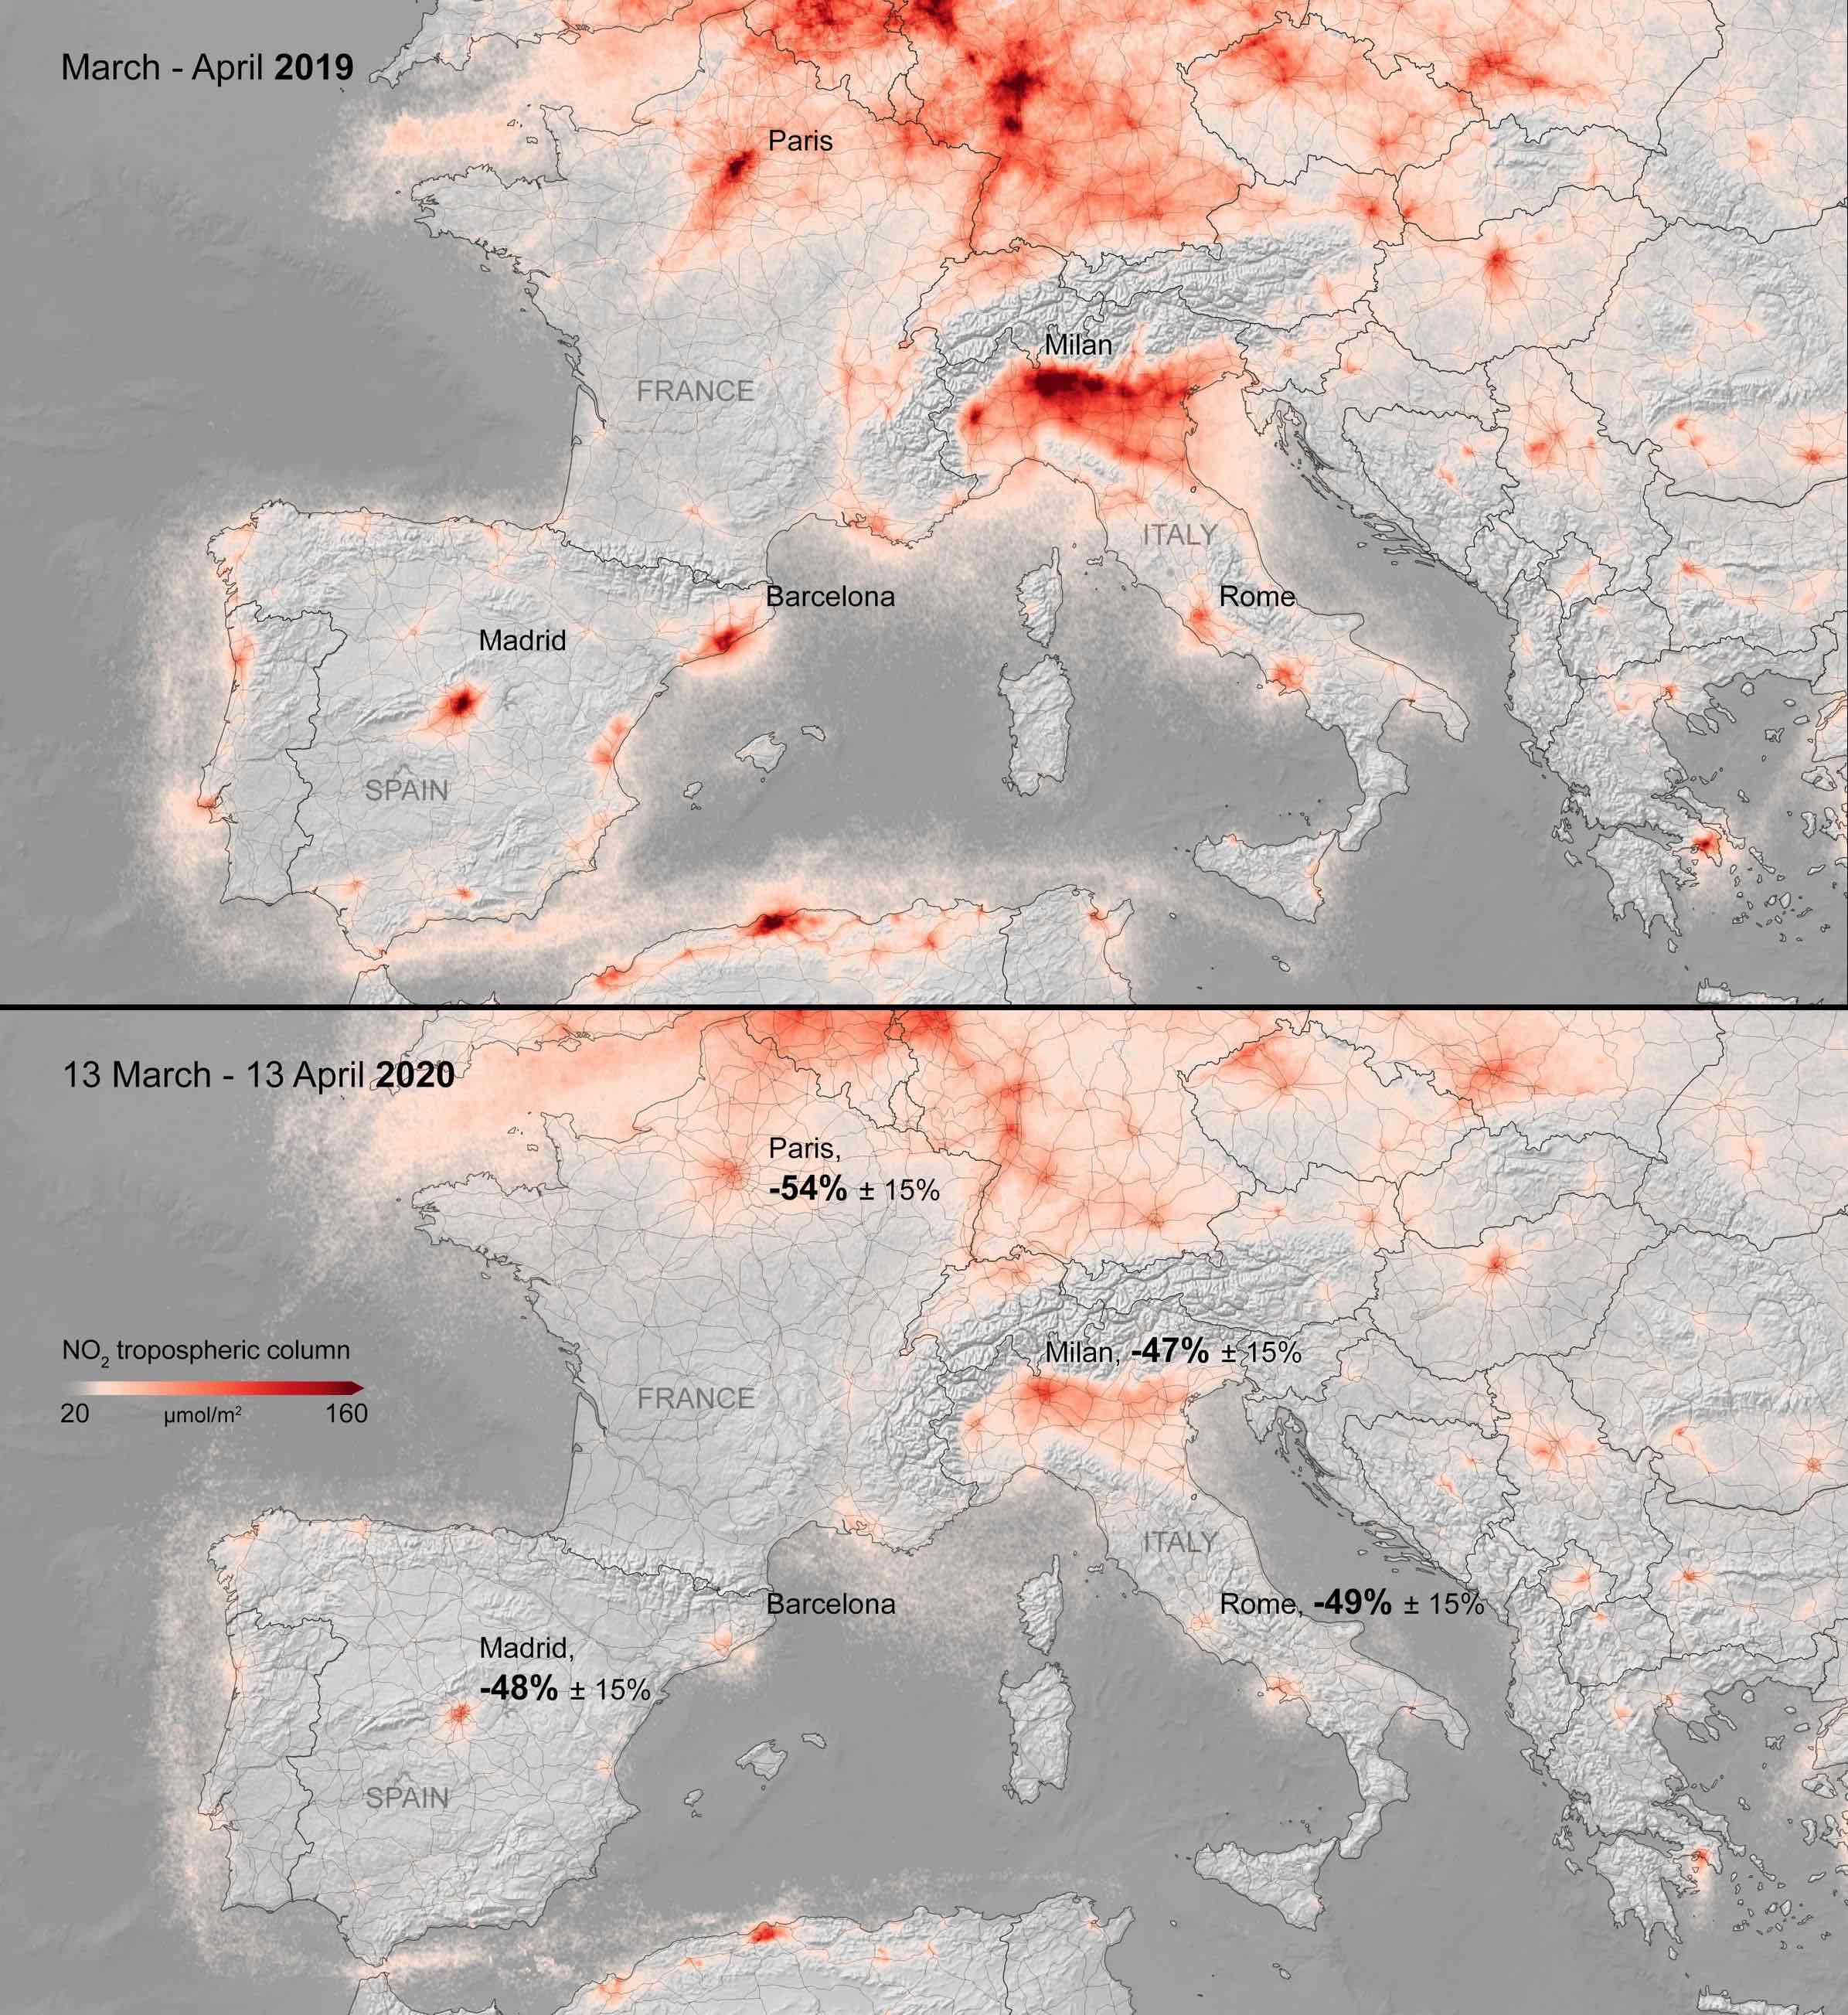 March - April 2019
Paris
Milan
FRANCE
ITALY
Barcelona
Rome
Madrid
SPAIN
13 March - 13 April 2020
Paris,
-54% ± 15%
NO2 tropospheric column
20 µmol/m² 160
Milan, -47% ± 15%
FRANCE
ITALY
Barcelona
Rome, -49% ± 15%
Madrid,
-48% ± 15%
SPAIN